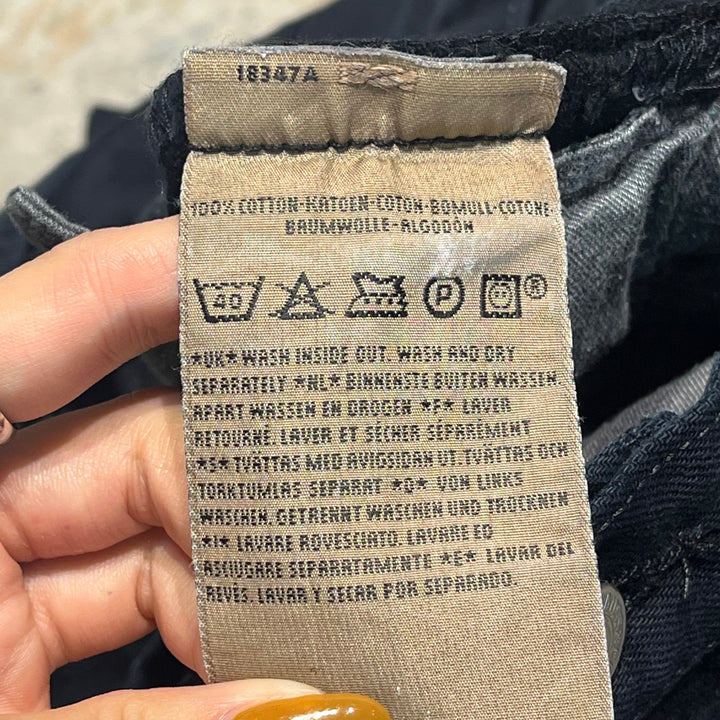 18347A
100% COTTON-KATOEN-COTON-BOMULL-COTONE-
BAUMWOLLE-ALGODÓN
40 P ®
*UK* WASH INSIDE OUT. WASH AND DRY
SEPARATELY *NL* BINNENSTE BUITEN WASSEN.
APART WASSEN EN DROGEN *F* LAVER
RETOURNÉ. LAVER ET SÉCHER SÉPARÉMENT
*S* TVÄTTAS MED AVIGSIDAN UT. TVÄTTAS OCH
TORKTUMLAS SEPARAT *D* VON LINKS
WASCHEN. GETRENNT WASCHEN UND TROCKNEN
*I* LAVARE ROVESCIATO. LAVARE ED
ASCIUGARE SEPARATAMENTE *E* LAVAR DEL
REVÉS. LAVAR Y SECAR POR SEPARADO.